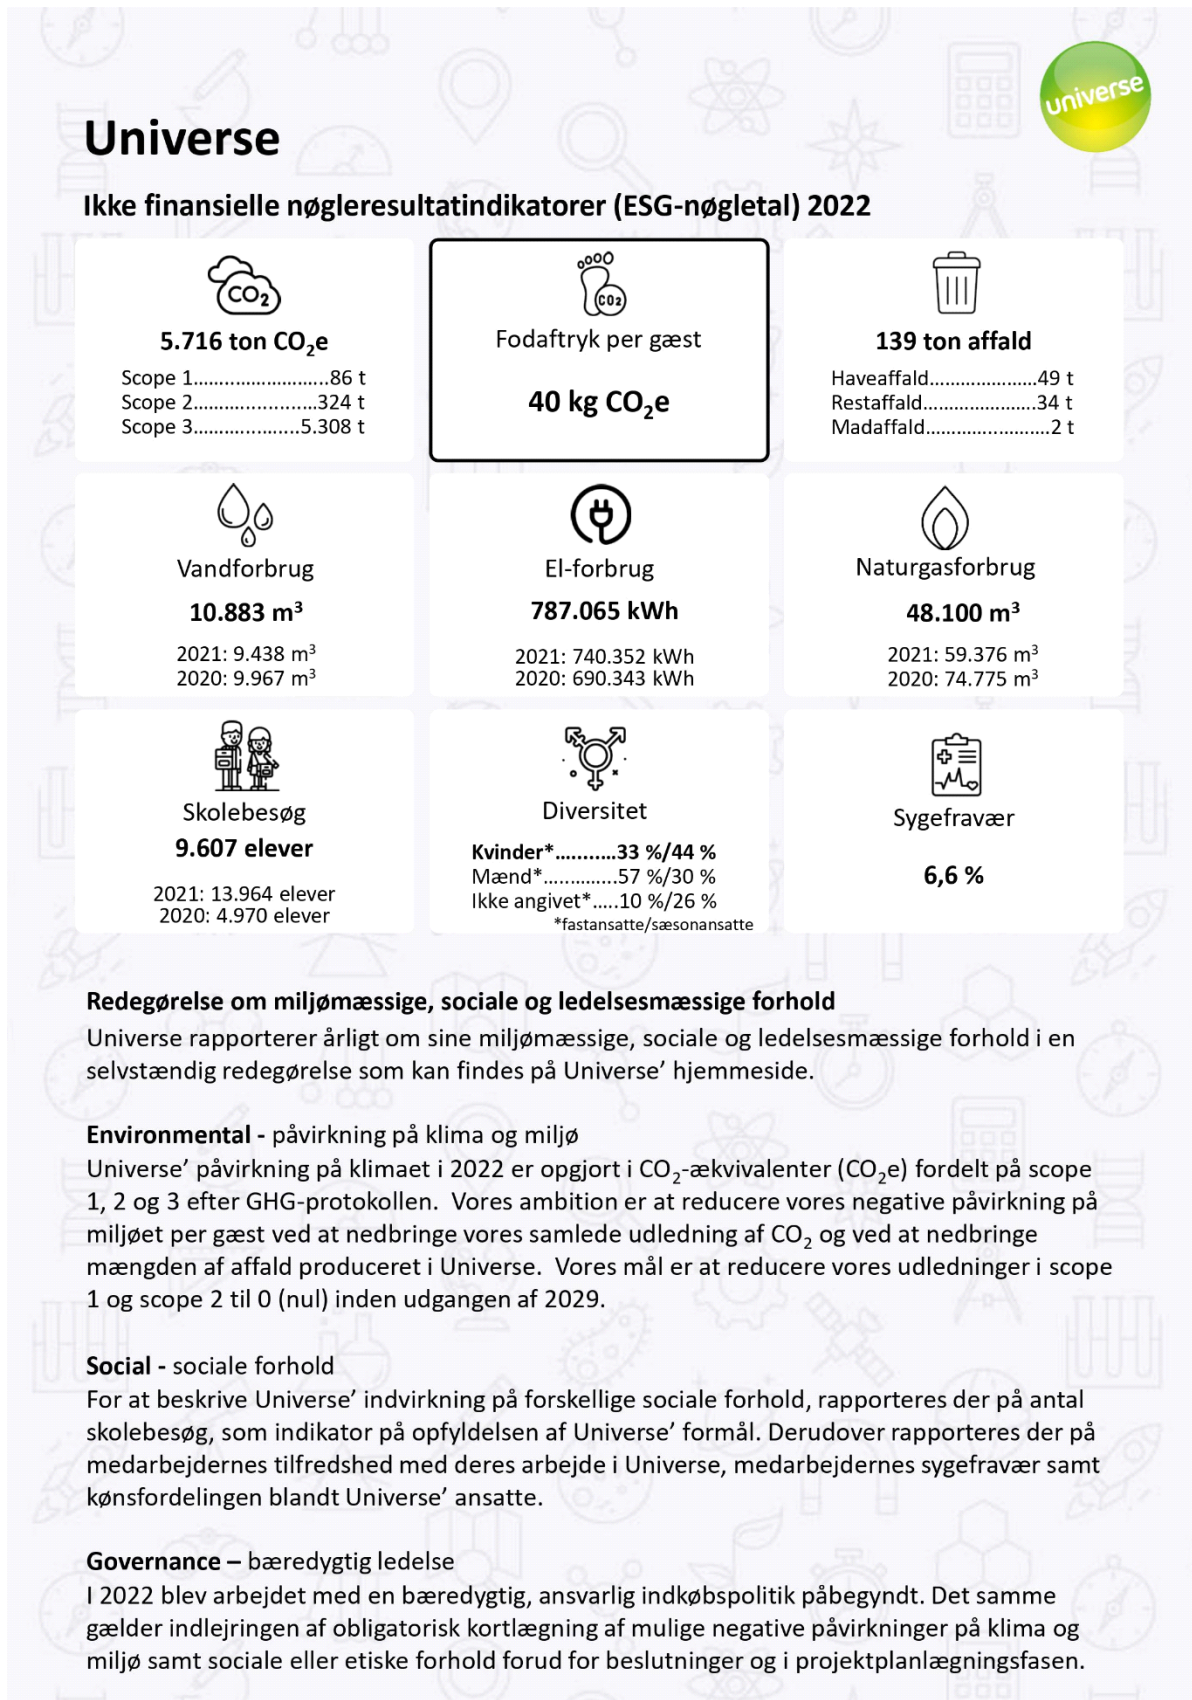 universe
Universe
Ikke finansielle nøgleresultatindikatorer (ESG-nøgletal) 2022
CO₂
5.716 ton CO₂e
Scope 1...........................86 t
Scope 2........................324 t
Scope 3.....................5.308 t
CO₂
Fodaftryk per gæst
40 kg CO₂e
139 ton affald
Haveaffald.....................49 t
Restaffald......................34 t
Madaffald........................2 t
Vandforbrug
10.883 m³
2021: 9.438 m³
2020: 9.967 m³
El-forbrug
787.065 kWh
2021: 740.352 kWh
2020: 690.343 kWh
Naturgasforbrug
48.100 m³
2021: 59.376 m³
2020: 74.775 m³
Skolebesøg
9.607 elever
2021: 13.964 elever
2020: 4.970 elever
Diversitet
Kvinder*...........33 %/44 %
Mænd*..............57 %/30 %
Ikke angivet*.....10 %/26 %
*fastansatte/sæsonansatte
Sygefravær
6,6 %
Redegørelse om miljømæssige, sociale og ledelsesmæssige forhold
Universe rapporterer årligt om sine miljømæssige, sociale og ledelsesmæssige forhold i en
selvstændig redegørelse som kan findes på Universe’ hjemmeside.
Environmental - påvirkning på klima og miljø
Universe’ påvirkning på klimaet i 2022 er opgjort i CO₂-ækvivalenter (CO₂e) fordelt på scope
1, 2 og 3 efter GHG-protokollen.  Vores ambition er at reducere vores negative påvirkning på
miljøet per gæst ved at nedbringe vores samlede udledning af CO₂ og ved at nedbringe
mængden af affald produceret i Universe.  Vores mål er at reducere vores udledninger i scope
1 og scope 2 til 0 (nul) inden udgangen af 2029.
Social - sociale forhold
For at beskrive Universe’ indvirkning på forskellige sociale forhold, rapporteres der på antal
skolebesøg, som indikator på opfyldelsen af Universe’ formål. Derudover rapporteres der på
medarbejdernes tilfredshed med deres arbejde i Universe, medarbejdernes sygefravær samt
kønsfordelingen blandt Universe’ ansatte.
Governance – bæredygtig ledelse
I 2022 blev arbejdet med en bæredygtig, ansvarlig indkøbspolitik påbegyndt. Det samme
gælder indlejringen af obligatorisk kortlægning af mulige negative påvirkninger på klima og
miljø samt sociale eller etiske forhold forud for beslutninger og i projektplanlægningsfasen.